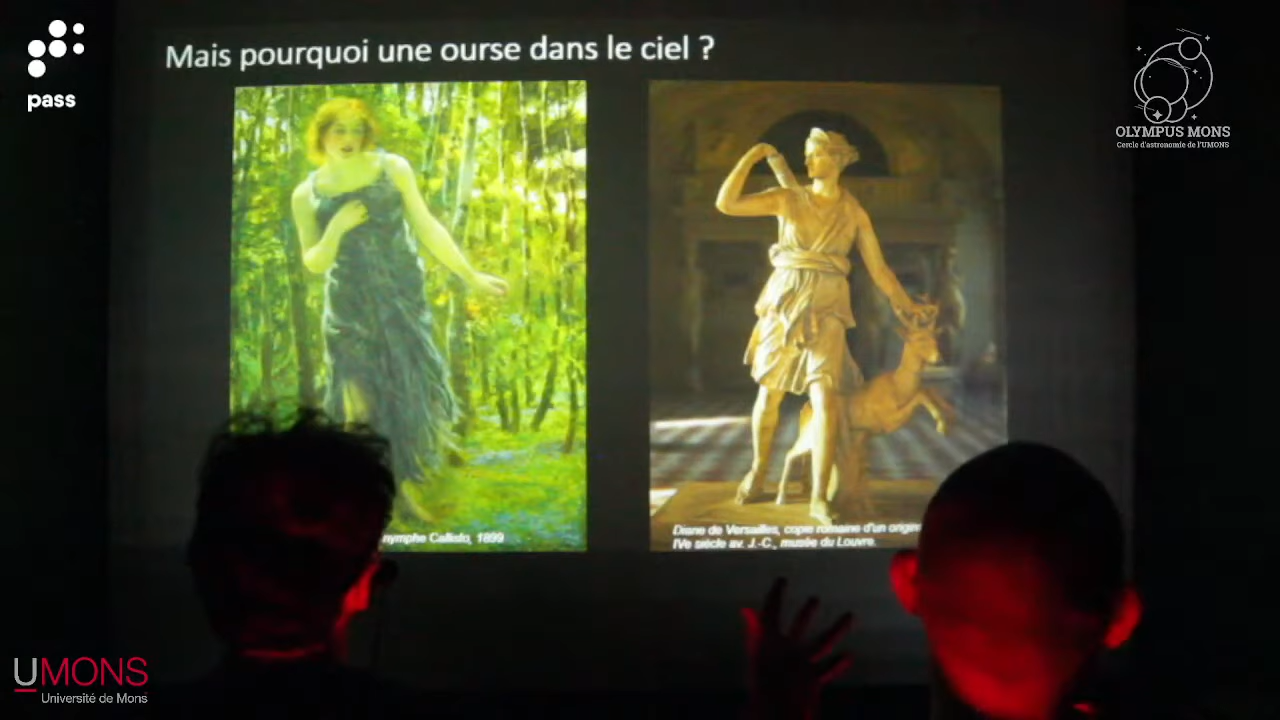 Mais pourquoi une ourse dans le ciel ?
pass
OLYMPUS MONS
Cercle d'astronomie de l'UMONS
nymphe Callisto, 1899
Diane de Versailles, copie romaine d'un
IVe siècle av. J.-C., musée du Louvre.
UMONS
Université de Mons